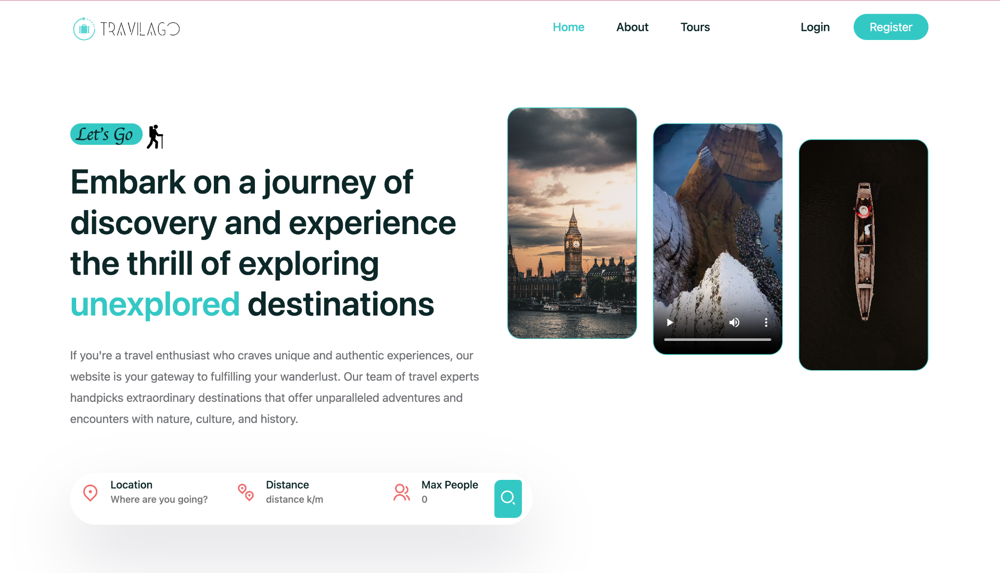 TRAVILAGO
Home About Tours Login Register
Let's Go
Embark on a journey of
discovery and experience
the thrill of exploring
unexplored destinations
If you're a travel enthusiast who craves unique and authentic experiences, our
website is your gateway to fulfilling your wanderlust. Our team of travel experts
handpicks extraordinary destinations that offer unparalleled adventures and
encounters with nature, culture, and history.
Location
Where are you going?
Distance
distance k/m
Max People
0